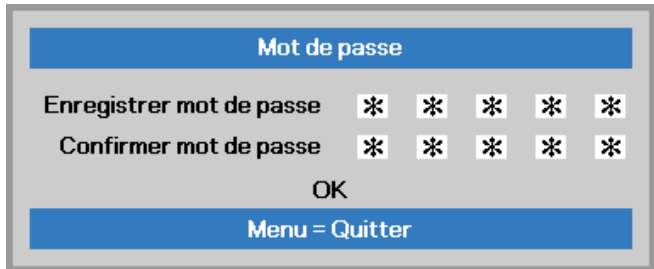 Mot de passe
Enregistrer mot de passe * * * * *
Confirmer mot de passe * * * * *
OK
Menu = Quitter